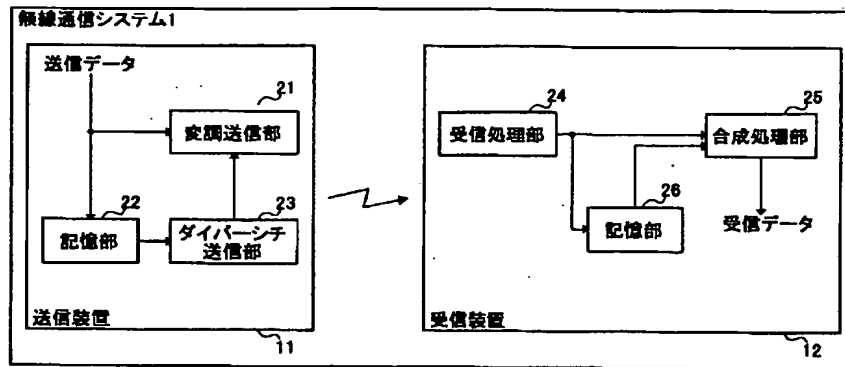 無線通信システム1
送信データ
21
変調送信部
22
記憶部
23
ダイバーシチ
送信部
送信装置
11
24
受信処理部
25
合成処理部
26
記憶部
受信データ
受信装置
12